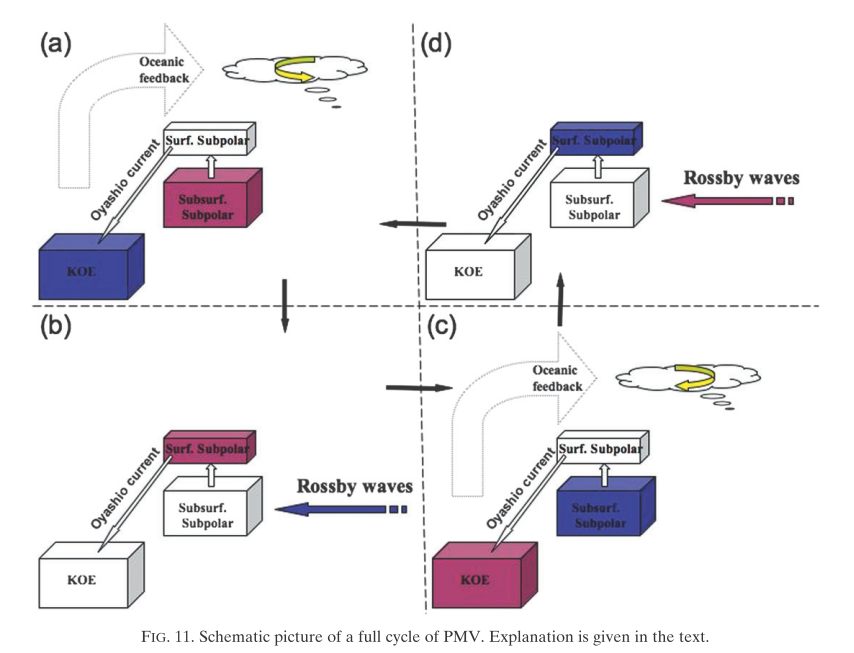 (a)
Oceanic
feedback
Surf. Subpolar
Oyashio current
Subsurf.
Subpolar
KOE
(d)
Surf. Subpolar
Oyashio current
Subsurf.
Subpolar
Rossby waves
KOE
(b)
Surf. Subpolar
Oyashio current
Subsurf.
Subpolar
Rossby waves
KOE
(c)
Oceanic
feedback
Surf. Subpolar
Oyashio current
Subsurf.
Subpolar
KOE
FIG. 11. Schematic picture of a full cycle of PMV. Explanation is given in the text.